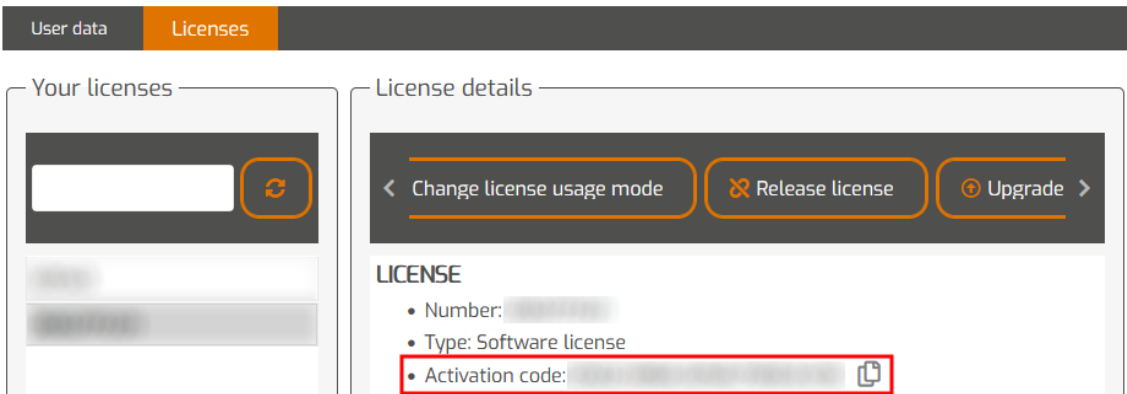 User data Licenses
Your licenses
License details
Change license usage mode Release license Upgrade
LICENSE
• Number:
• Type: Software license
• Activation code: